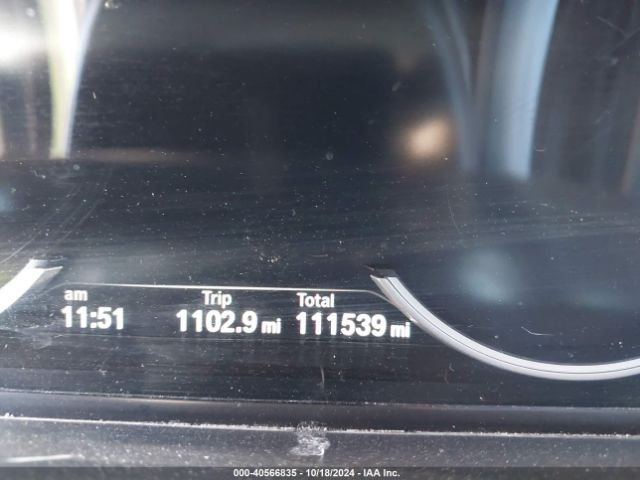 am Trip Total
11:51 1102.9 mi 111539 mi
000-40566835 - 10/18/2024 - IAA Inc.